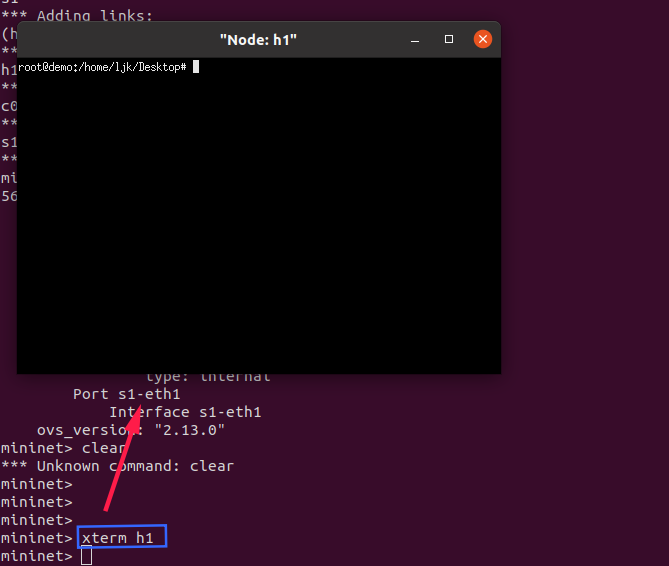 s1
*** Adding links:
(h
**
h1
**
c0
**
s1
**
mi
56
"Node: h1"
root@demo:/home/ljk/Desktop#
type: internal
Port s1-eth1
Interface s1-eth1
ovs_version: "2.13.0"
mininet> clear
*** Unknown command: clear
mininet>
mininet>
mininet>
mininet> xterm h1
mininet>